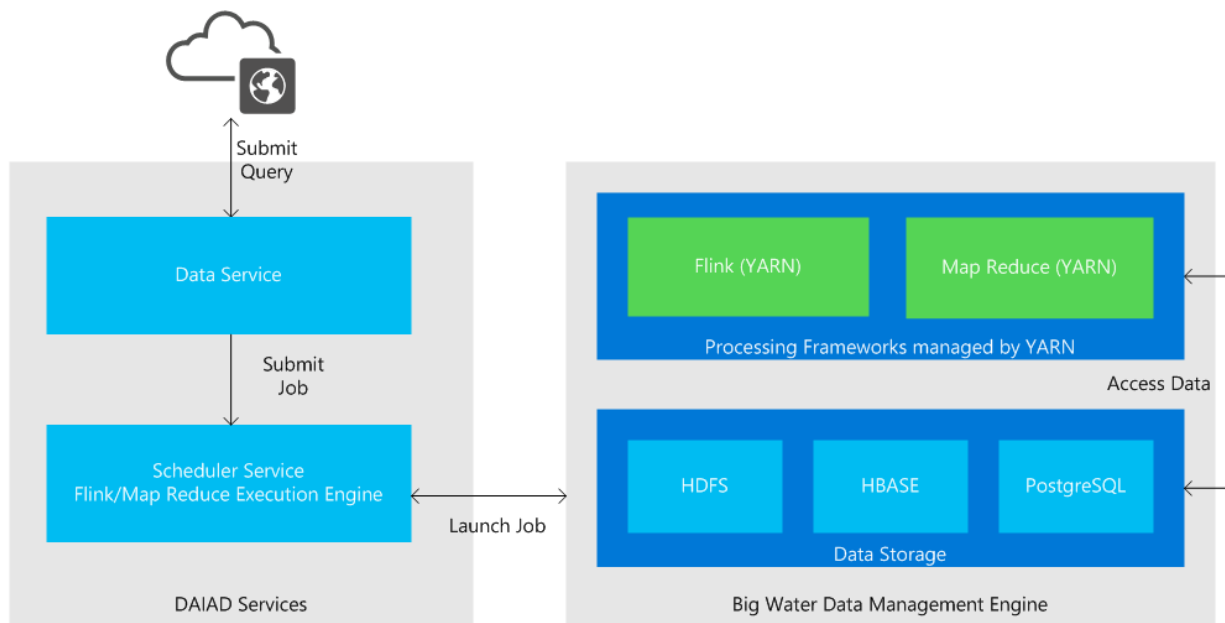 Submit
Query
Data Service
Submit
Job
Scheduler Service
Flink/Map Reduce Execution Engine
Launch Job
DAIAD Services
Flink (YARN)
Map Reduce (YARN)
Processing Frameworks managed by YARN
Access Data
HDFS
HBASE
PostgreSQL
Data Storage
Big Water Data Management Engine